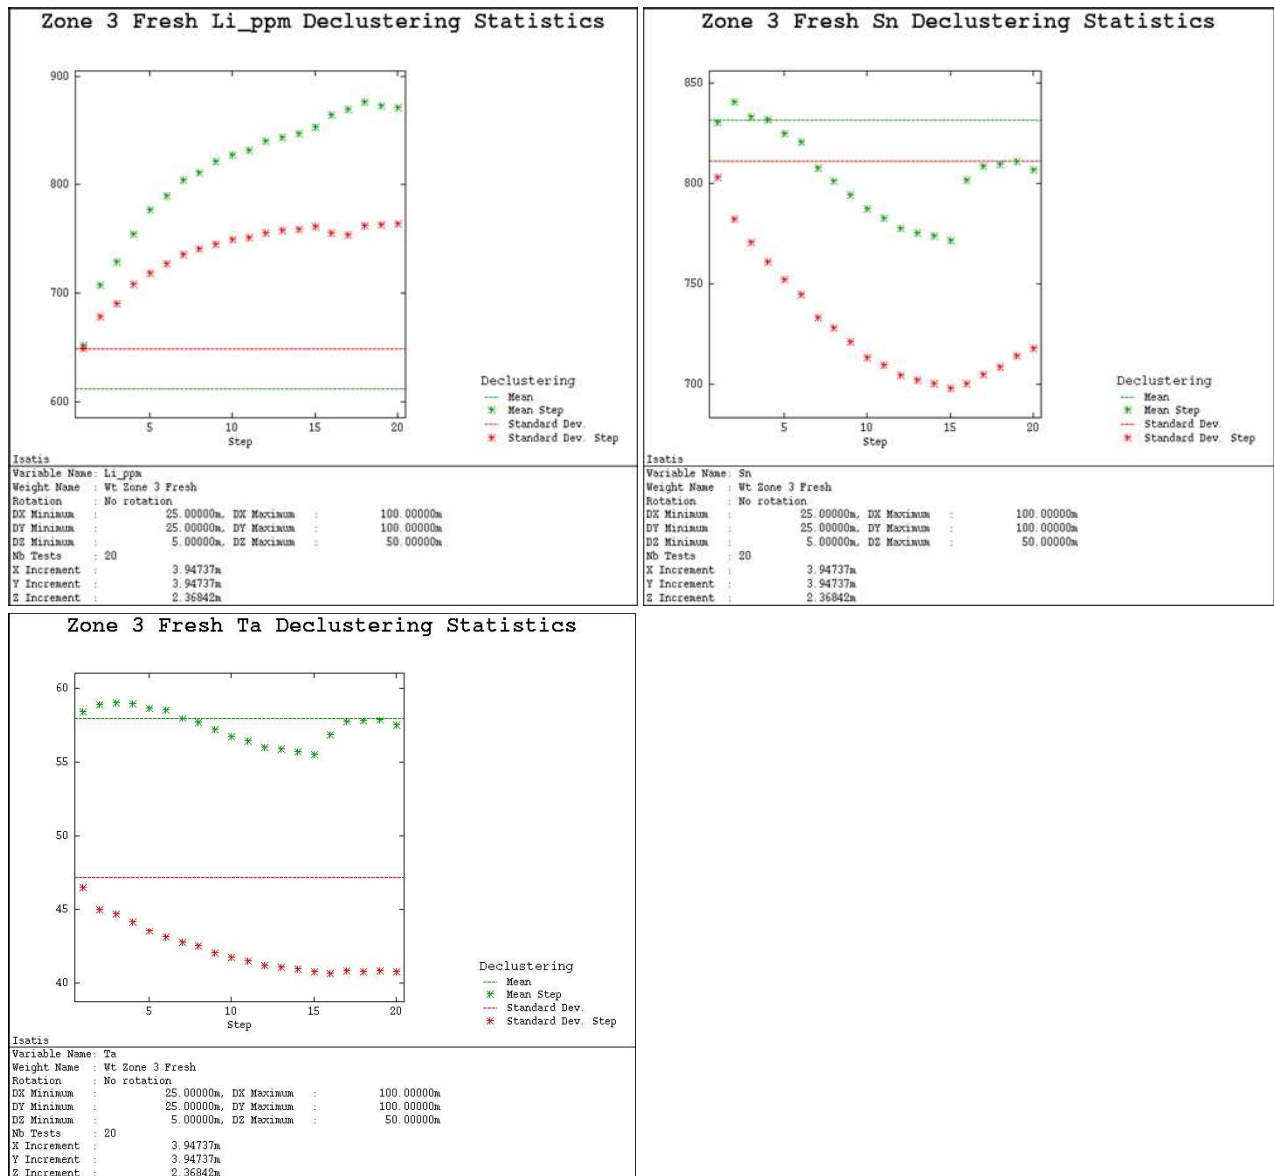 Zone 3 Fresh Li_ppm Declustering Statistics
900
800
700
600
5
10
15
20
Step
Declustering
Mean
Mean Step
Standard Dev.
Standard Dev. Step
Isatis
Variable Name: Li_ppm
Weight Name : Wt Zone 3 Fresh
Rotation : No rotation
DX Minimum : 25.00000m, DX Maximum : 100.00000m
DY Minimum : 25.00000m, DY Maximum : 100.00000m
DZ Minimum : 5.00000m, DZ Maximum : 50.00000m
Nb Tests : 20
X Increment : 3.94737m
Y Increment : 3.94737m
Z Increment : 2.36842m
Zone 3 Fresh Sn Declustering Statistics
850
800
750
700
5
10
15
20
Step
Declustering
Mean
Mean Step
Standard Dev.
Standard Dev. Step
Isatis
Variable Name: Sn
Weight Name : Wt Zone 3 Fresh
Rotation : No rotation
DX Minimum : 25.00000m, DX Maximum : 100.00000m
DY Minimum : 25.00000m, DY Maximum : 100.00000m
DZ Minimum : 5.00000m, DZ Maximum : 50.00000m
Nb Tests : 20
X Increment : 3.94737m
Y Increment : 3.94737m
Z Increment : 2.36842m
Zone 3 Fresh Ta Declustering Statistics
60
55
50
45
40
5
10
15
20
Step
Declustering
Mean
Mean Step
Standard Dev.
Standard Dev. Step
Isatis
Variable Name: Ta
Weight Name : Wt Zone 3 Fresh
Rotation : No rotation
DX Minimum : 25.00000m, DX Maximum : 100.00000m
DY Minimum : 25.00000m, DY Maximum : 100.00000m
DZ Minimum : 5.00000m, DZ Maximum : 50.00000m
Nb Tests : 20
X Increment : 3.94737m
Y Increment : 3.94737m
Z Increment : 2.36842m